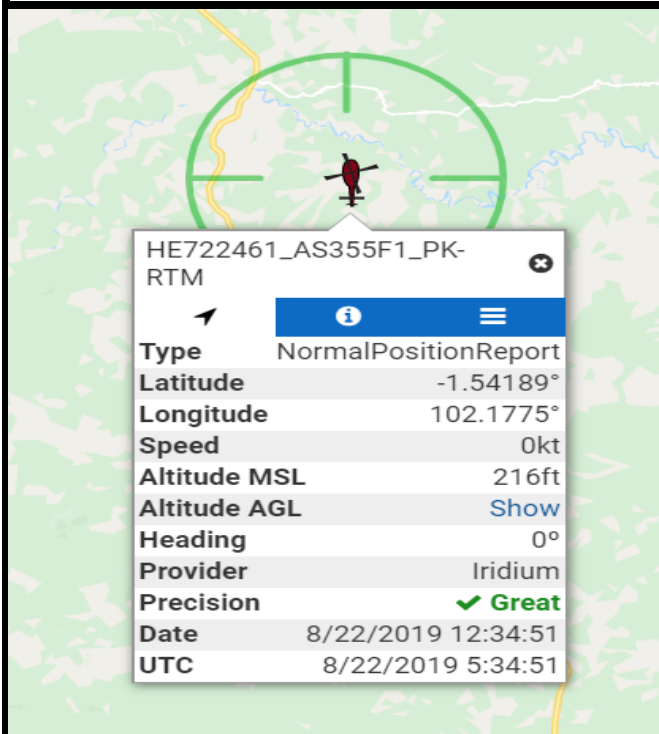 HE722461_AS355F1_PK-
RTM
Type NormalPositionReport
Latitude -1.54189°
Longitude 102.1775°
Speed 0kt
Altitude MSL 216ft
Altitude AGL Show
Heading 0º
Provider Iridium
Precision ✔ Great
Date 8/22/2019 12:34:51
UTC 8/22/2019 5:34:51